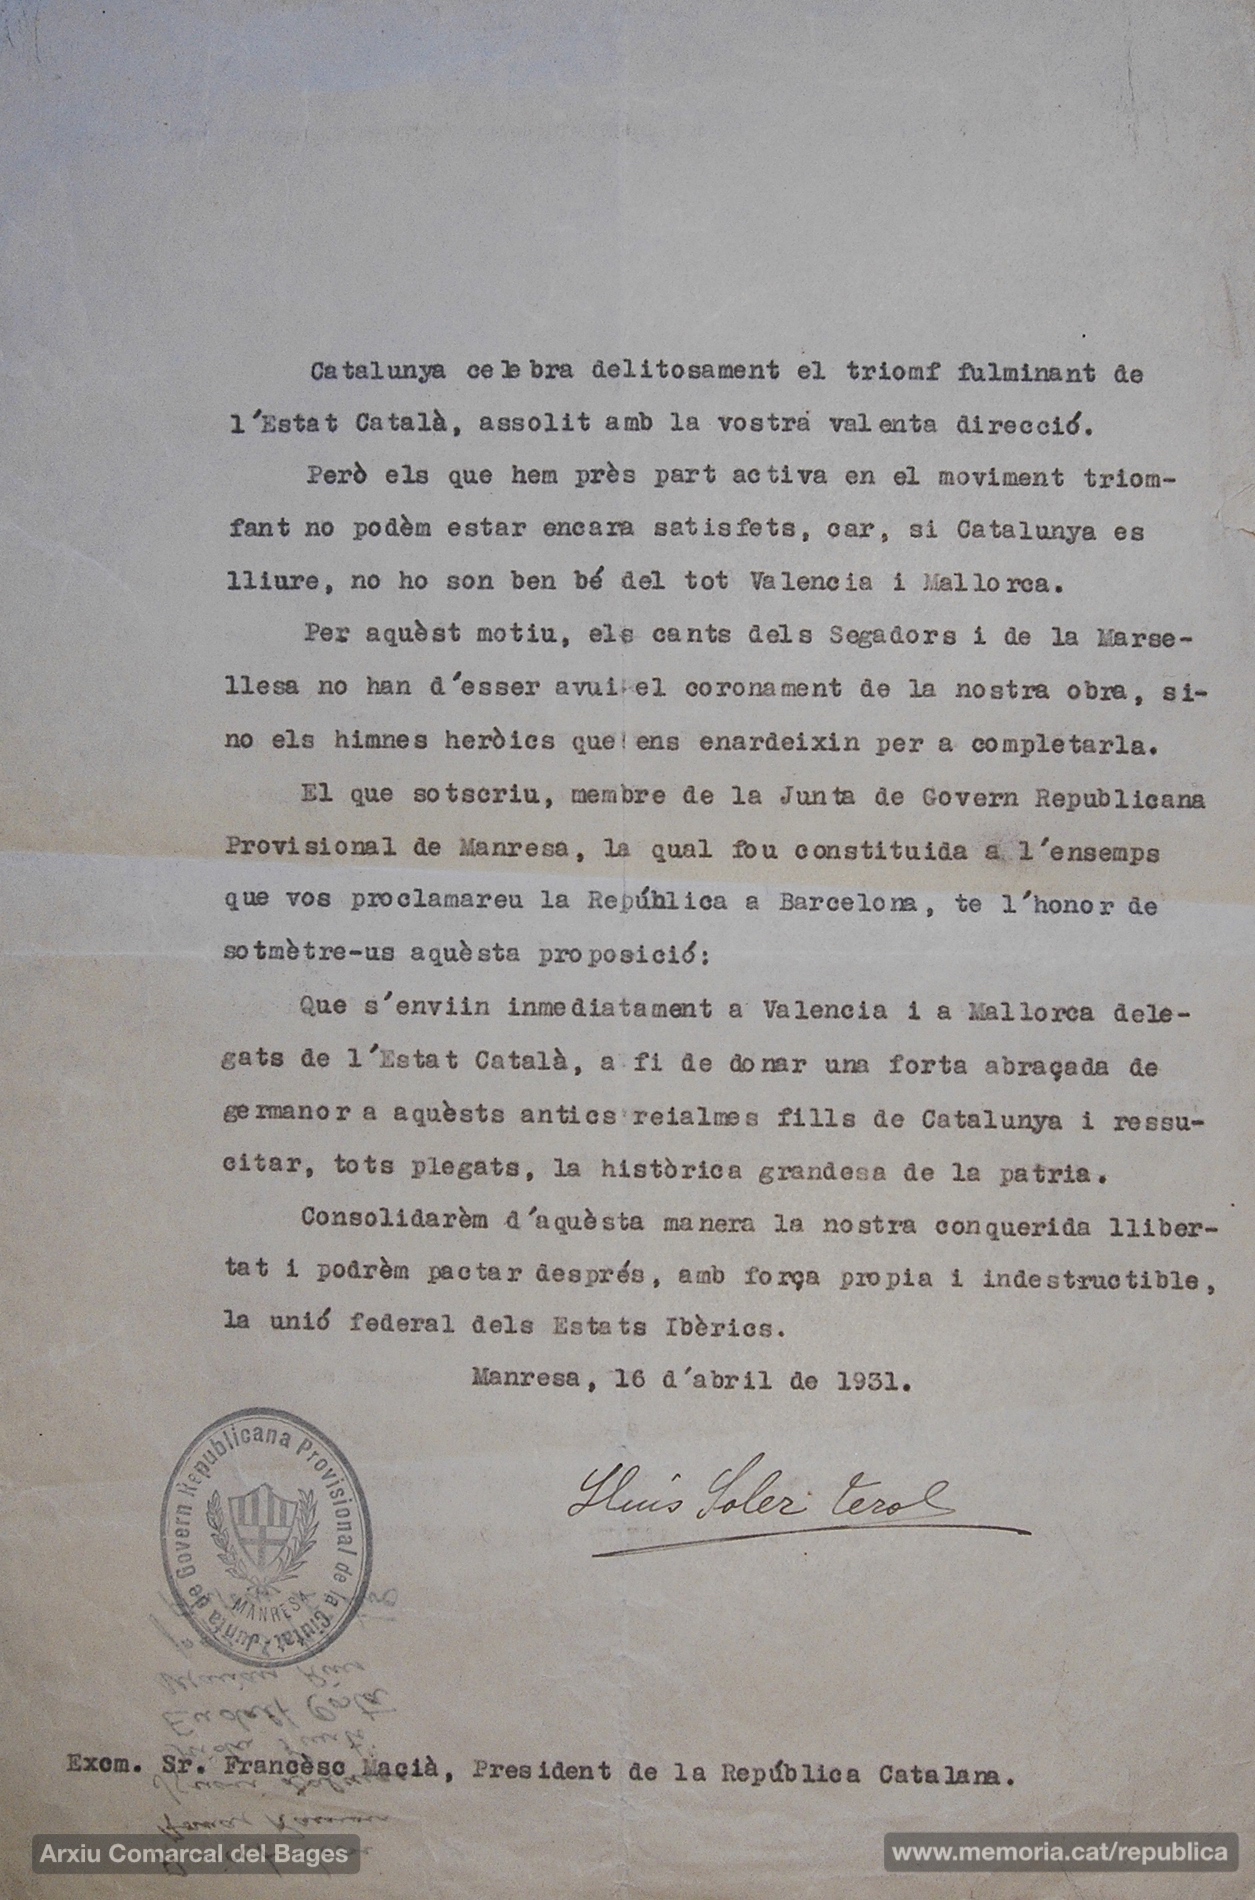 Catalunya celebra delitosament el triomf fulminant de
l'Estat Català, assolit amb la vostra valenta direcció.
Però els que hem près part activa en el moviment triom-
fant no podèm estar encara satisfets, car, si Catalunya es
lliure, no ho son ben bé del tot Valencia i Mallorca.
Per aquèst motiu, els cants dels Segadors i de la Marse-
llesa no han d'esser avui el coronament de la nostra obra, si-
no els himnes heròics que ens enardeixin per a completarla.
El que sotscriu, membre de la Junta de Govern Republicana
Provisional de Manresa, la qual fou constituida a l'ensemps
que vos proclamareu la República a Barcelona, te l'honor de
sotmètre-us aquèsta proposició:
Que s'enviin inmediatament a Valencia i a Mallorca dele-
gats de l'Estat Català, a fi de donar una forta abraçada de
germanor a aquèsts antics reialmes fills de Catalunya i ressu-
citar, tots plegats, la històrica grandesa de la patria.
Consolidarèm d'aquèsta manera la nostra conquerida lliber-
tat i podrèm pactar després, amb força propia i indestructible,
la unió federal dels Estats Ibèrics.
Manresa, 16 d'abril de 1931.
Lluis Soler Terol
Junta de Govern Republicana Provisional de la Ciutat
MANRESA
Excm. Sr. Francèsc Macià, President de la República Catalana.
Arxiu Comarcal del Bages
www.memoria.cat/republica